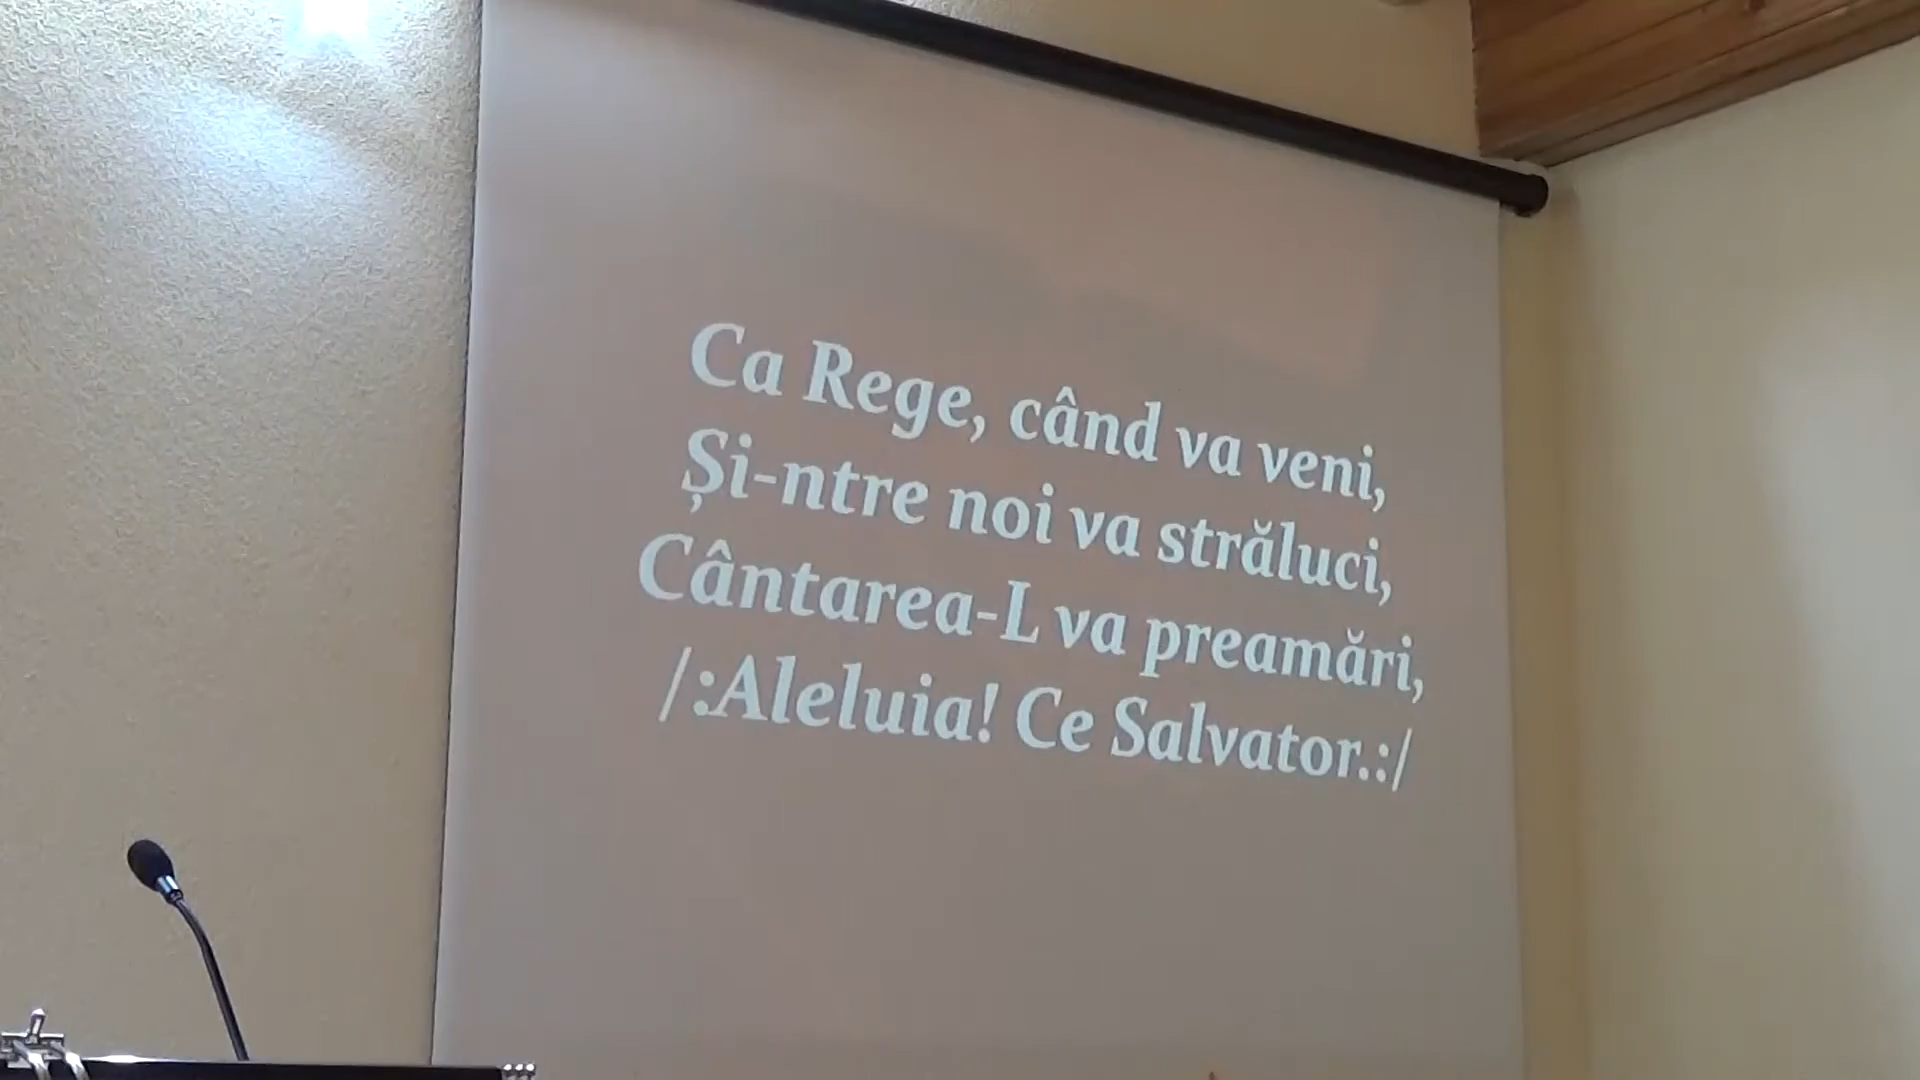 Ca Rege, când va veni,
Și-ntre noi va străluci,
Cântarea-L va preamări,
/:Aleluia! Ce Salvator.:/